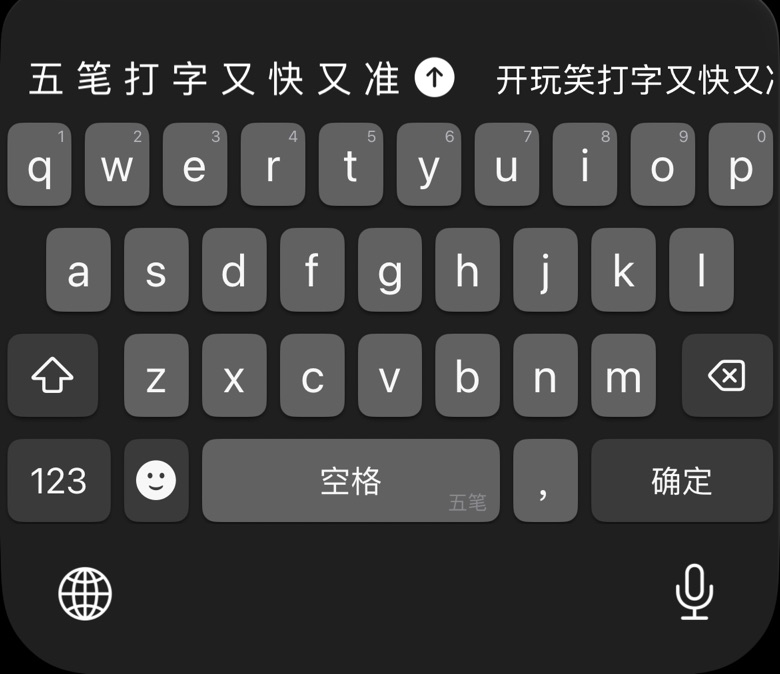 五笔打字又快又准 开玩笑打字又快又
1 2 3 4 5 6 7 8 9 0
q w e r t y u i o p
a s d f g h j k l
z x c v b n m
123 空格 五笔 , 确定